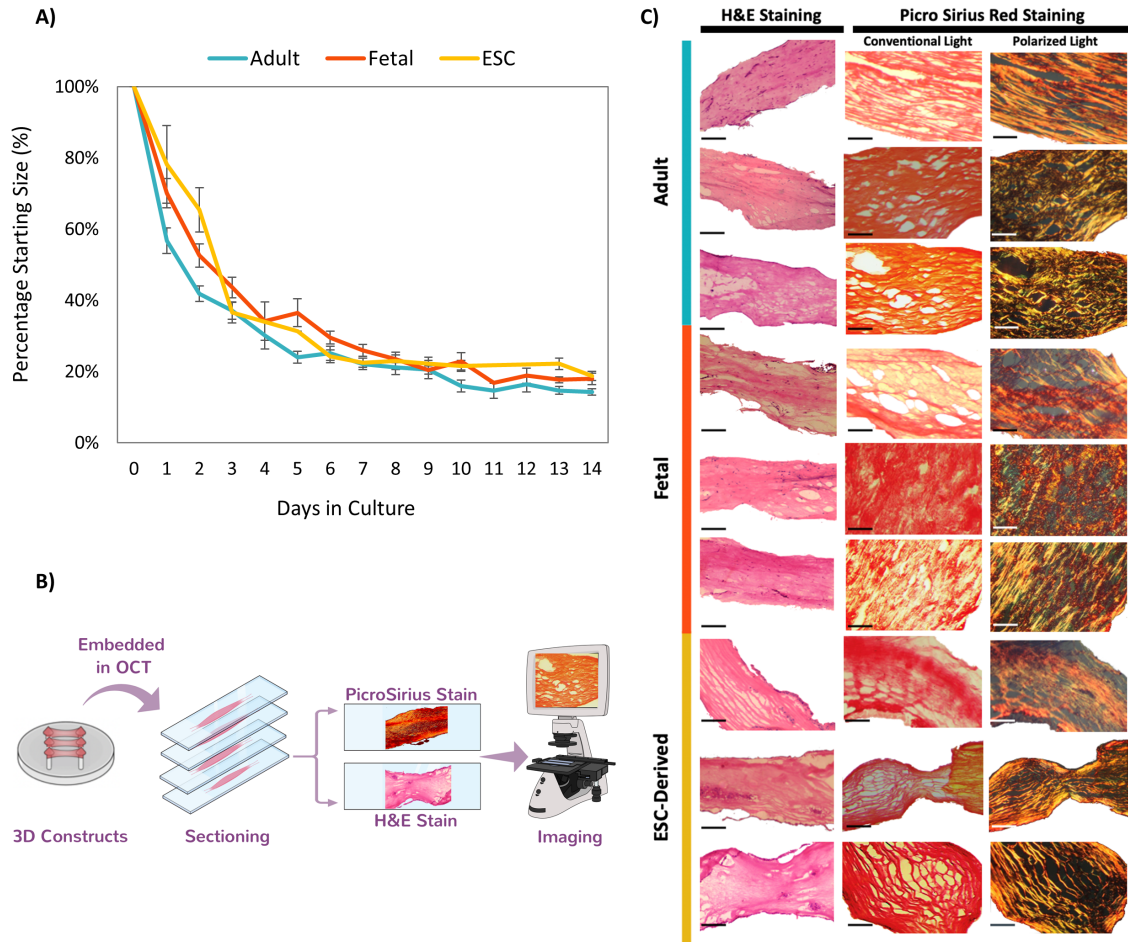 A)
Adult Fetal ESC
100%
80%
60%
40%
20%
0%
Percentage Starting Size (%)
0 1 2 3 4 5 6 7 8 9 10 11 12 13 14
Days in Culture
B)
Embedded
in OCT
PicroSirius Stain
H&E Stain
3D Constructs
Sectioning
Imaging
C)
H&E Staining
Picro Sirius Red Staining
Conventional Light
Polarized Light
Adult
Fetal
ESC-Derived